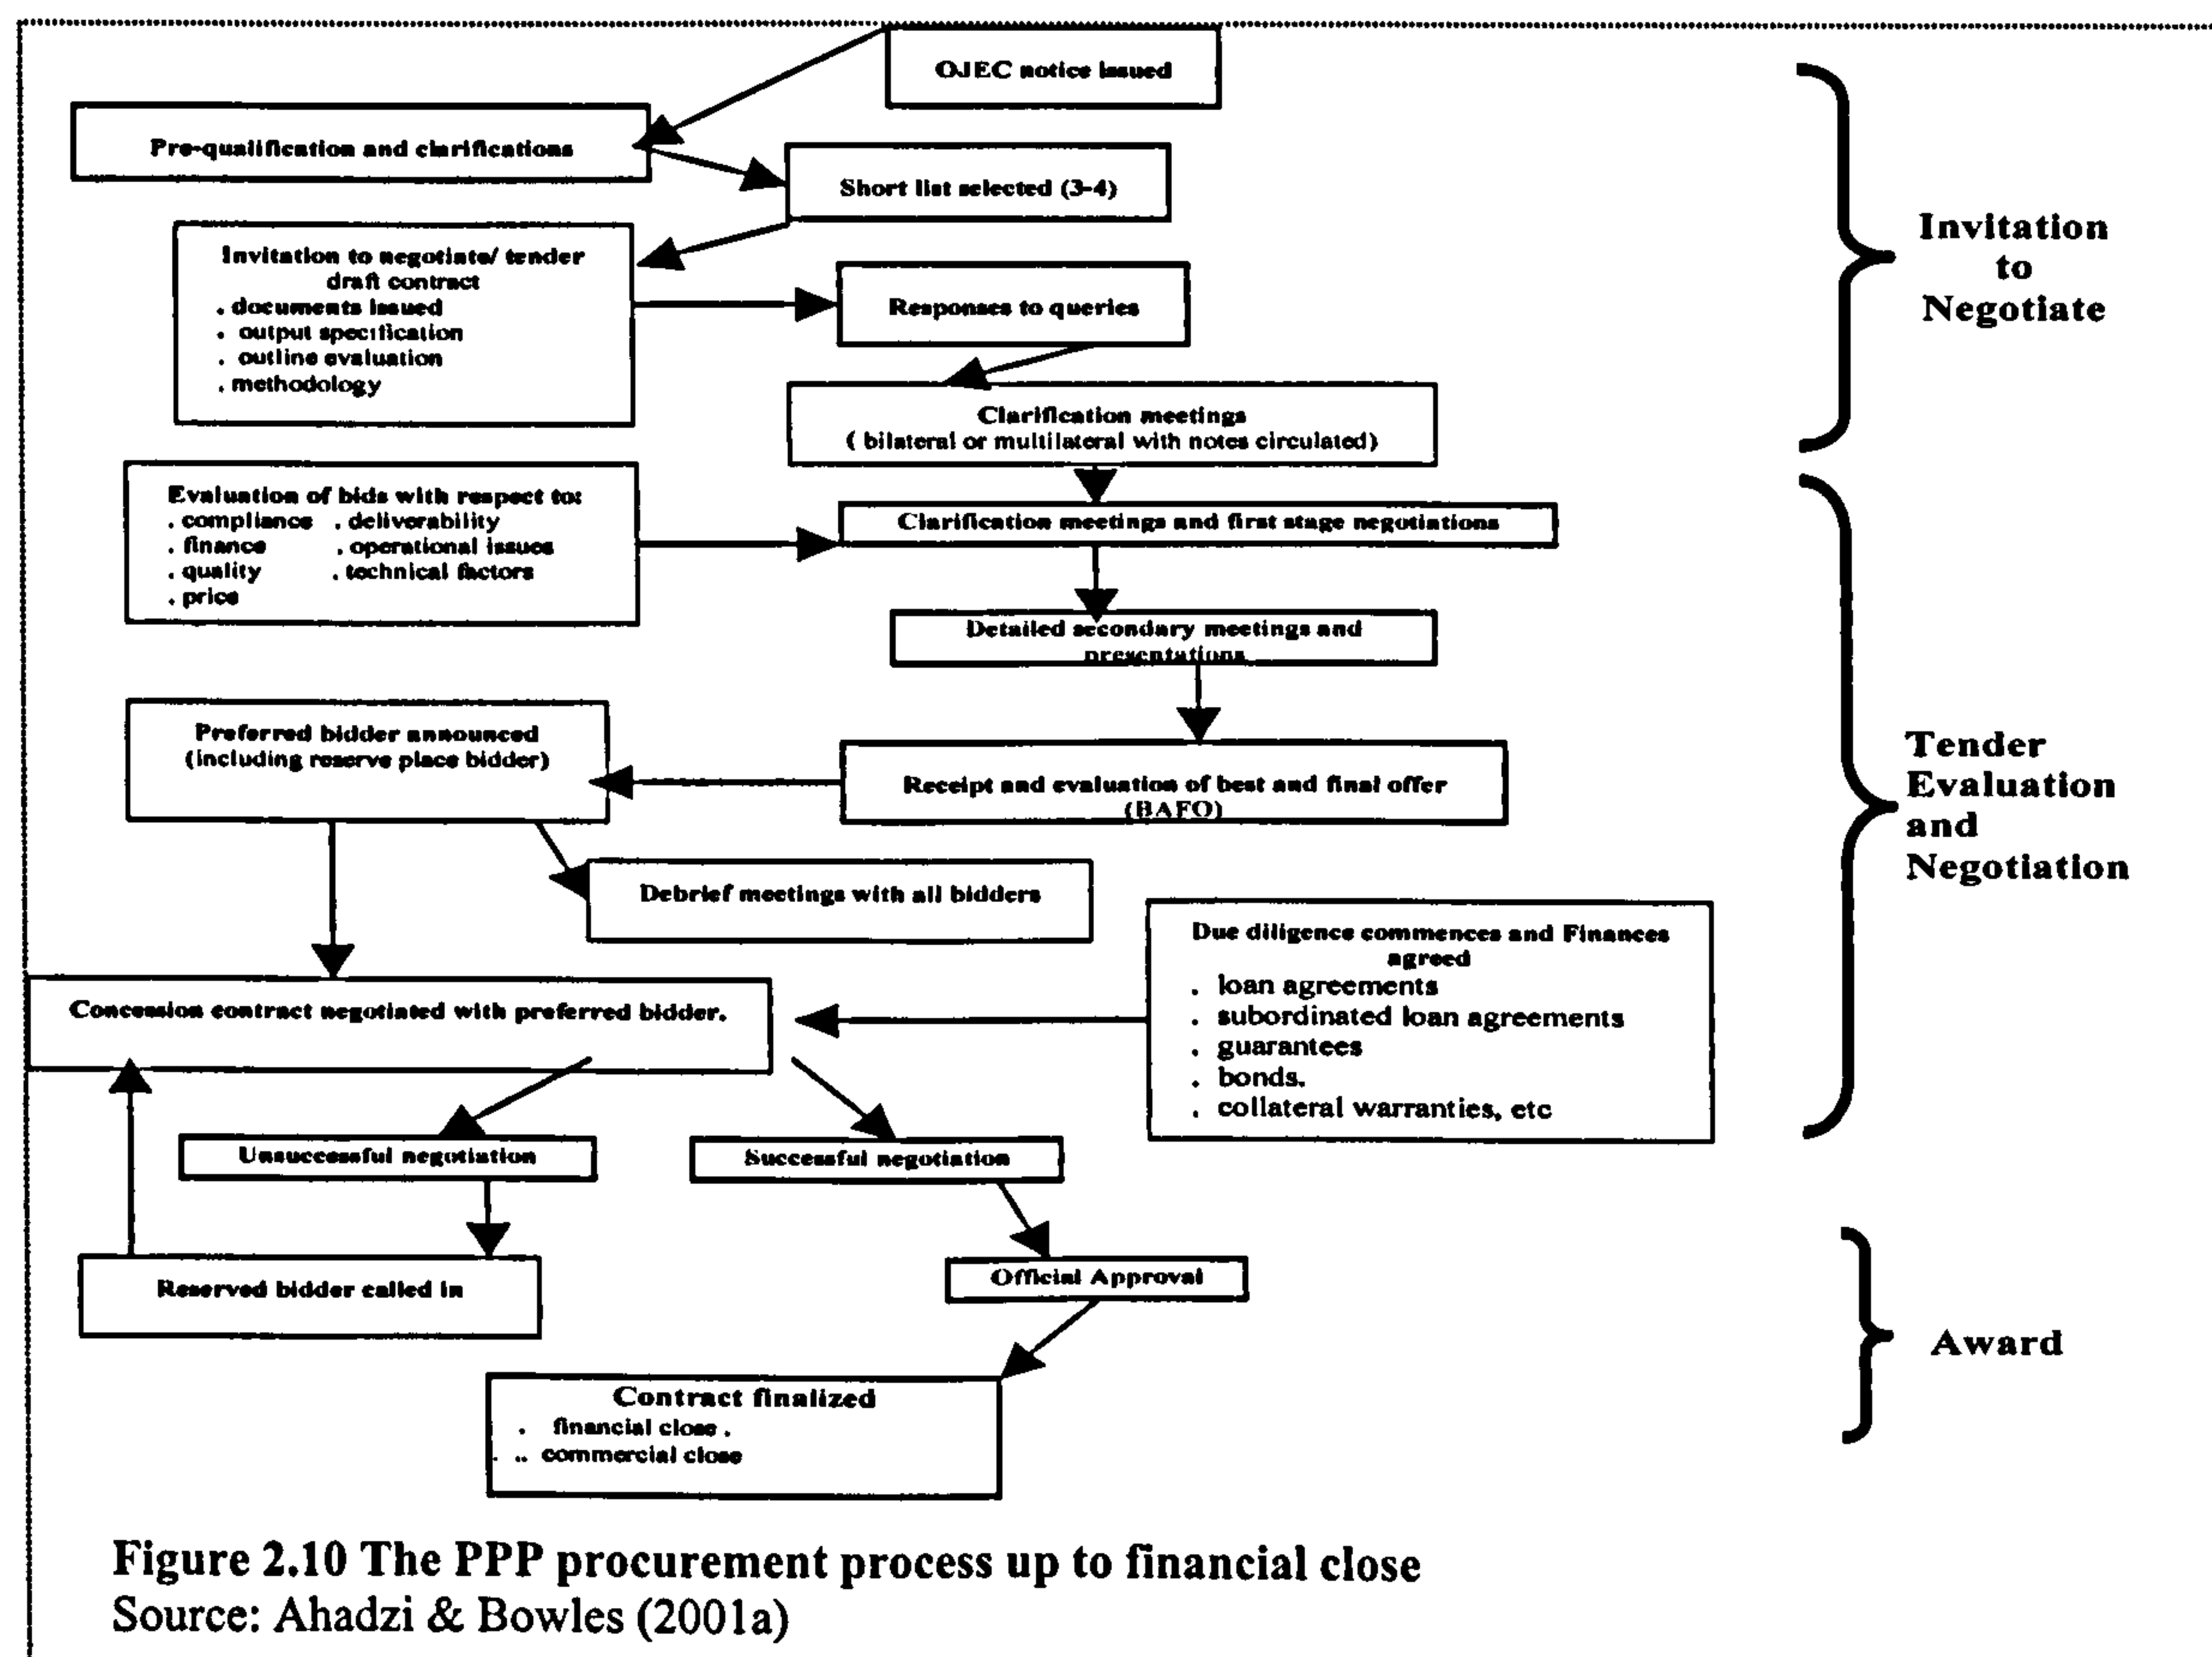 OJEC notice issued
Pre-qualification and clarifications
Short list selected (3-4)
Invitation to negotiate/ tender
draft contract
. documents issued
. output specification
. outline evaluation
. methodology
Responses to queries
Clarification meetings
( bilateral or multilateral with notes circulated)
Invitation
to
Negotiate
Evaluation of bids with respect to:
. compliance . deliverability
. finance . operational issues
. quality . technical factors
. price
Clarification meetings and first stage negotiations
Detailed secondary meetings and
presentations
Preferred bidder announced
(including reserve place bidder)
Receipt and evaluation of best and final offer
(BAFO)
Debrief meetings with all bidders
Tender
Evaluation
and
Negotiation
Due diligence commences and Finances
agreed
. loan agreements
. subordinated loan agreements
. guarantees
. bonds.
. collateral warranties, etc
Concession contract negotiated with preferred bidder.
Unsuccessful negotiation
Successful negotiation
Reserved bidder called in
Official Approval
Contract finalized
. financial close .
. .. commercial close
Award
Figure 2.10 The PPP procurement process up to financial close
Source: Ahadzi & Bowles (2001a)